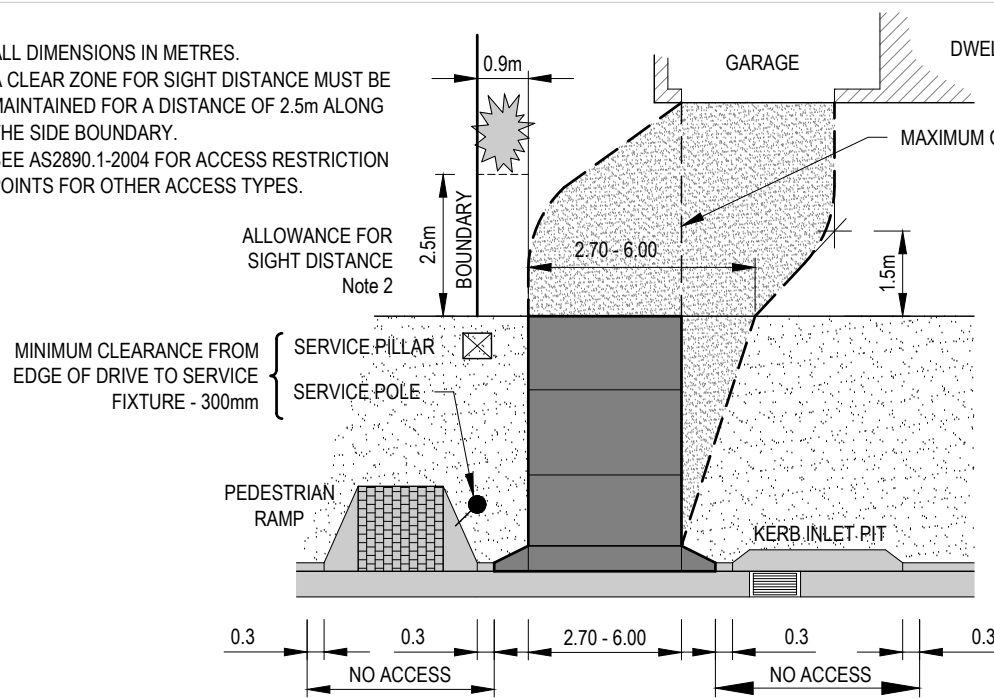 ALL DIMENSIONS IN METRES.
A CLEAR ZONE FOR SIGHT DISTANCE MUST BE
MAINTAINED FOR A DISTANCE OF 2.5m ALONG
THE SIDE BOUNDARY.
SEE AS2890.1-2004 FOR ACCESS RESTRICTION
POINTS FOR OTHER ACCESS TYPES.
0.9m
GARAGE
MAXIMUM
2.5m
BOUNDARY
ALLOWANCE FOR
SIGHT DISTANCE
Note 2
2.70 - 6.00
1.5m
MINIMUM CLEARANCE FROM
EDGE OF DRIVE TO SERVICE
FIXTURE - 300mm
SERVICE PILLAR
SERVICE POLE
PEDESTRIAN
RAMP
KERB INLET PIT
0.3
0.3
2.70 - 6.00
0.3
0.3
NO ACCESS
NO ACCESS